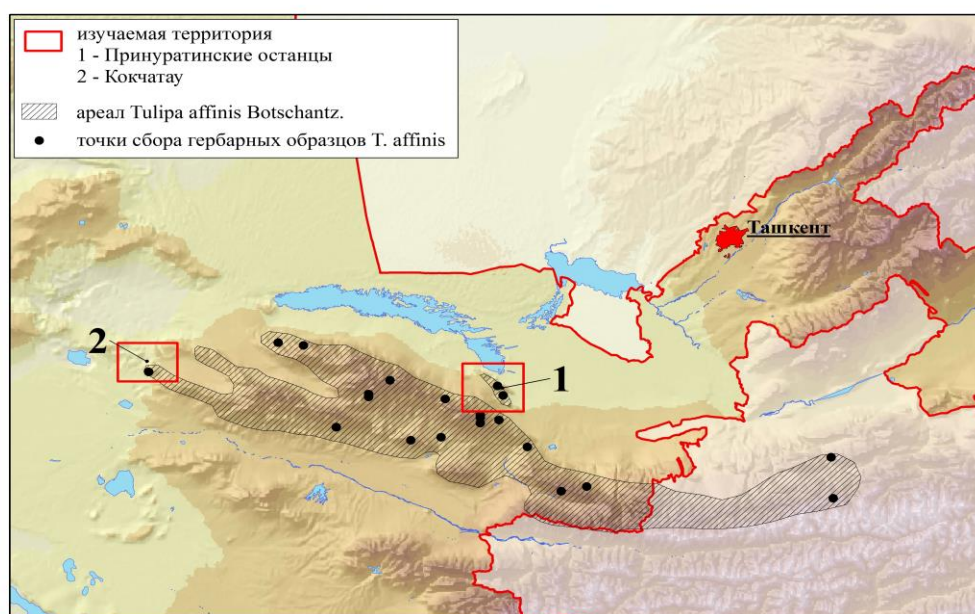 изучаемая территория
1 - Принуратинские останцы
2 - Кокчатау
ареал Tulipa affinis Botschantz.
точки сбора гербарных образцов T. affinis
Ташкент
2
1